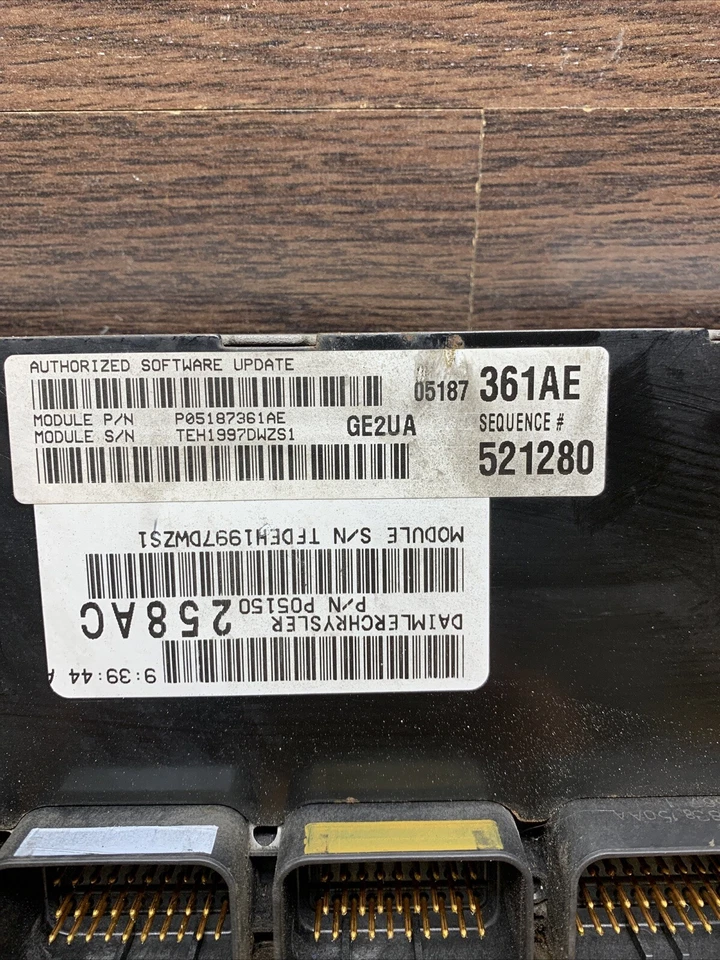 AUTHORIZED SOFTWARE UPDATE
05187 361AE
MODULE P/N P05187361AE
MODULE S/N TEH1997DWZS1
GE2UA
SEQUENCE #
521280
DAIMLERCHRYSLER
P/N P05150 258AC
MODULE S/N TFDEH1997DWZS1
9:39:44